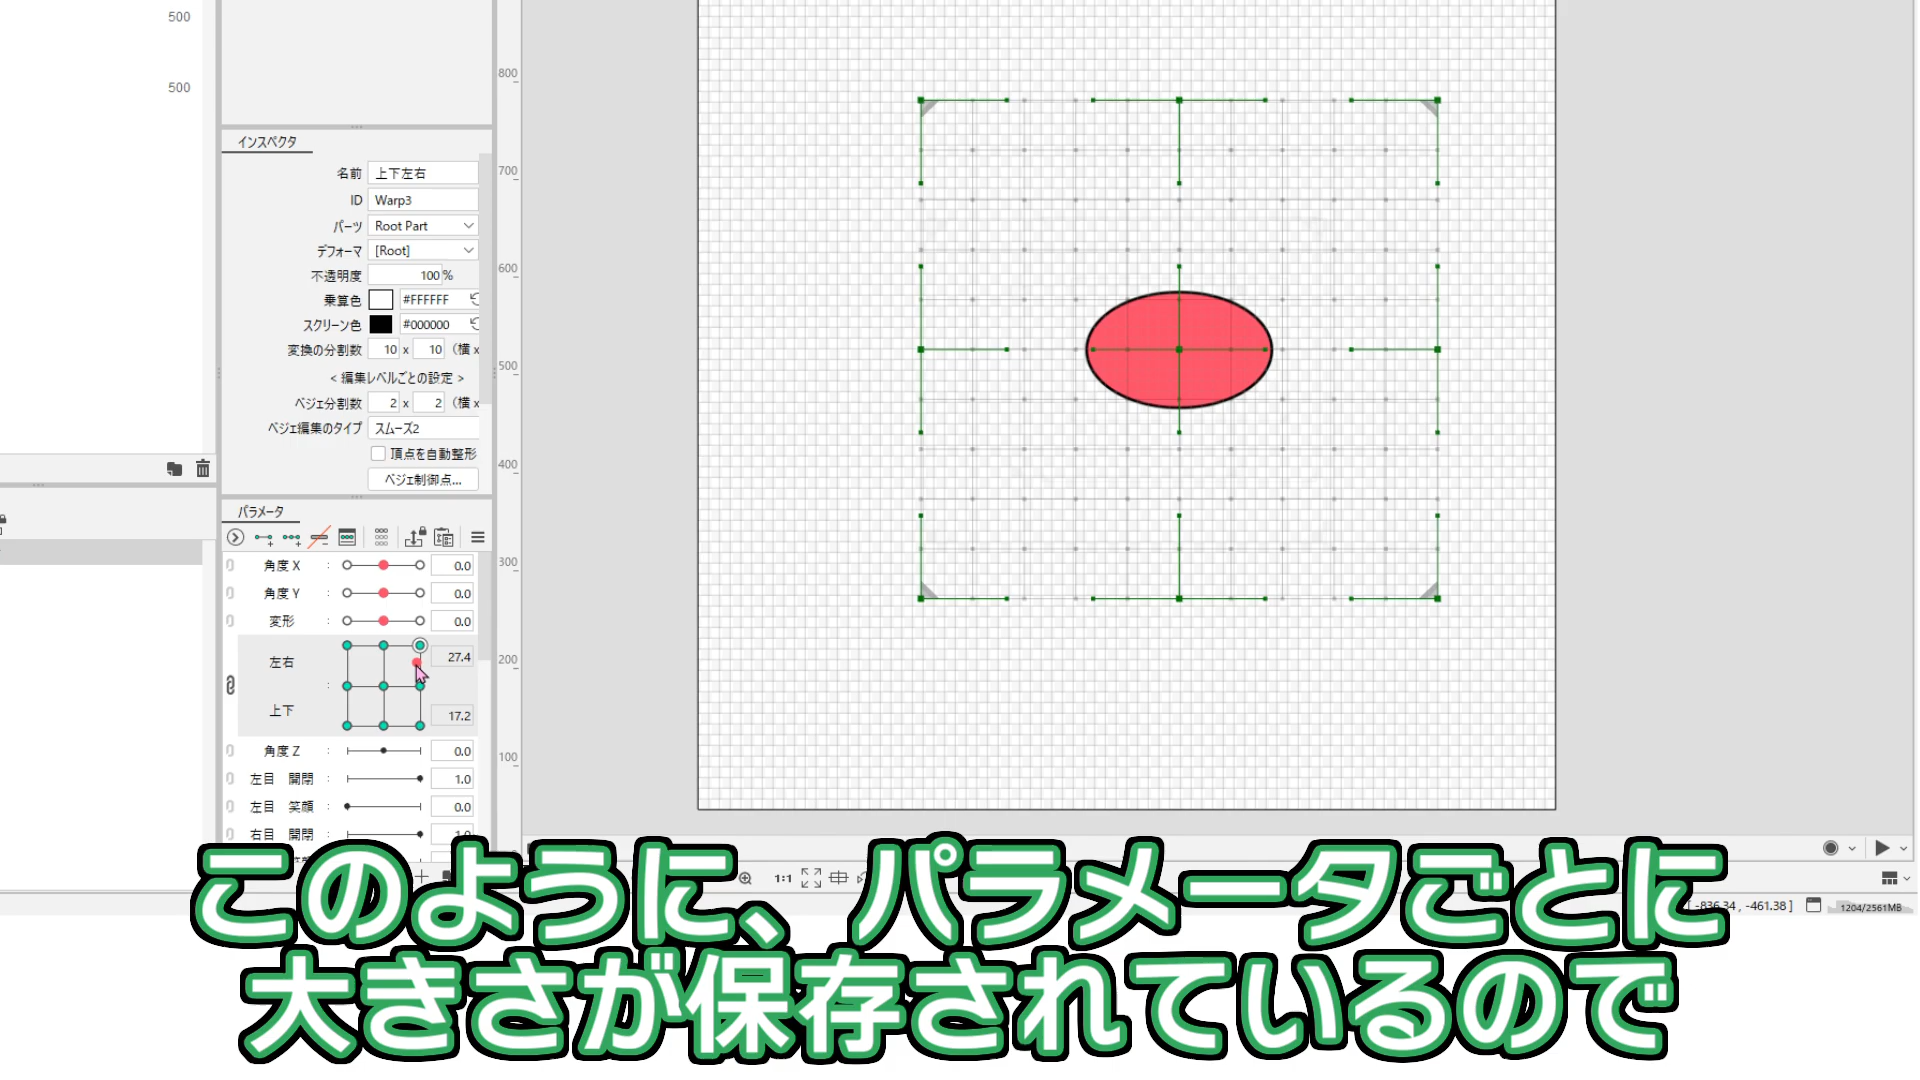 500
500
インスペクタ
名前 上下左右
ID Warp3
パーツ Root Part
デフォーマ [Root]
不透明度 100 %
乗算色 #FFFFFF
スクリーン色 #000000
変換の分割数 10 x 10 (横 x
< 編集レベルごとの設定 >
ベジェ分割数 2 x 2 (横 x
ベジェ編集のタイプ スムーズ2
頂点を自動整形
ベジェ制御点...
パラメータ
角度 X : 0.0
角度 Y : 0.0
変形 : 0.0
左右 27.4
:
上下 17.2
角度 Z : 0.0
左目 開閉 : 1.0
左目 笑顔 : 0.0
右目 開閉 : 1.0
800
700
600
500
400
300
200
100
1:1
-836.34 , -461.38 ]
1204/2561MB
このように、パラメータごとに
大きさが保存されているので